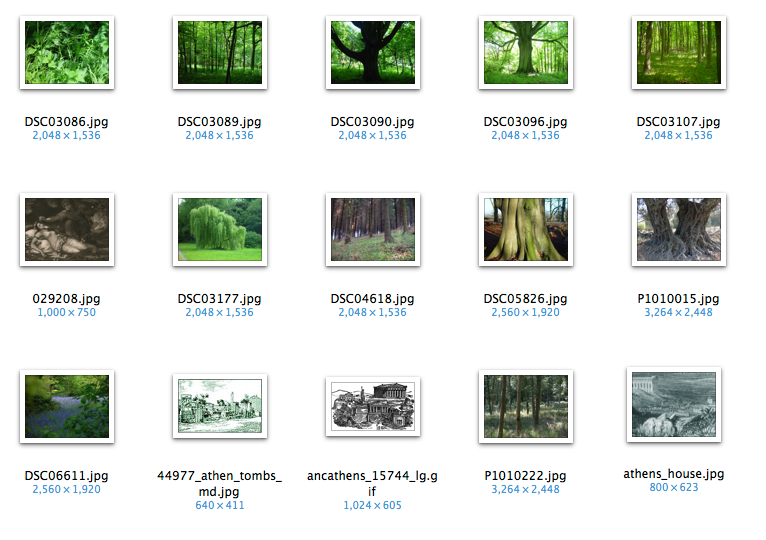 DSC03086.jpg
2,048 × 1,536
DSC03089.jpg
2,048 × 1,536
DSC03090.jpg
2,048 × 1,536
DSC03096.jpg
2,048 × 1,536
DSC03107.jpg
2,048 × 1,536
029208.jpg
1,000 × 750
DSC03177.jpg
2,048 × 1,536
DSC04618.jpg
2,048 × 1,536
DSC05826.jpg
2,560 × 1,920
P1010015.jpg
3,264 × 2,448
DSC06611.jpg
2,560 × 1,920
44977_athen_tombs_
md.jpg
640 × 411
ancathens_15744_lg.g
if
1,024 × 605
P1010222.jpg
3,264 × 2,448
athens_house.jpg
800 × 623